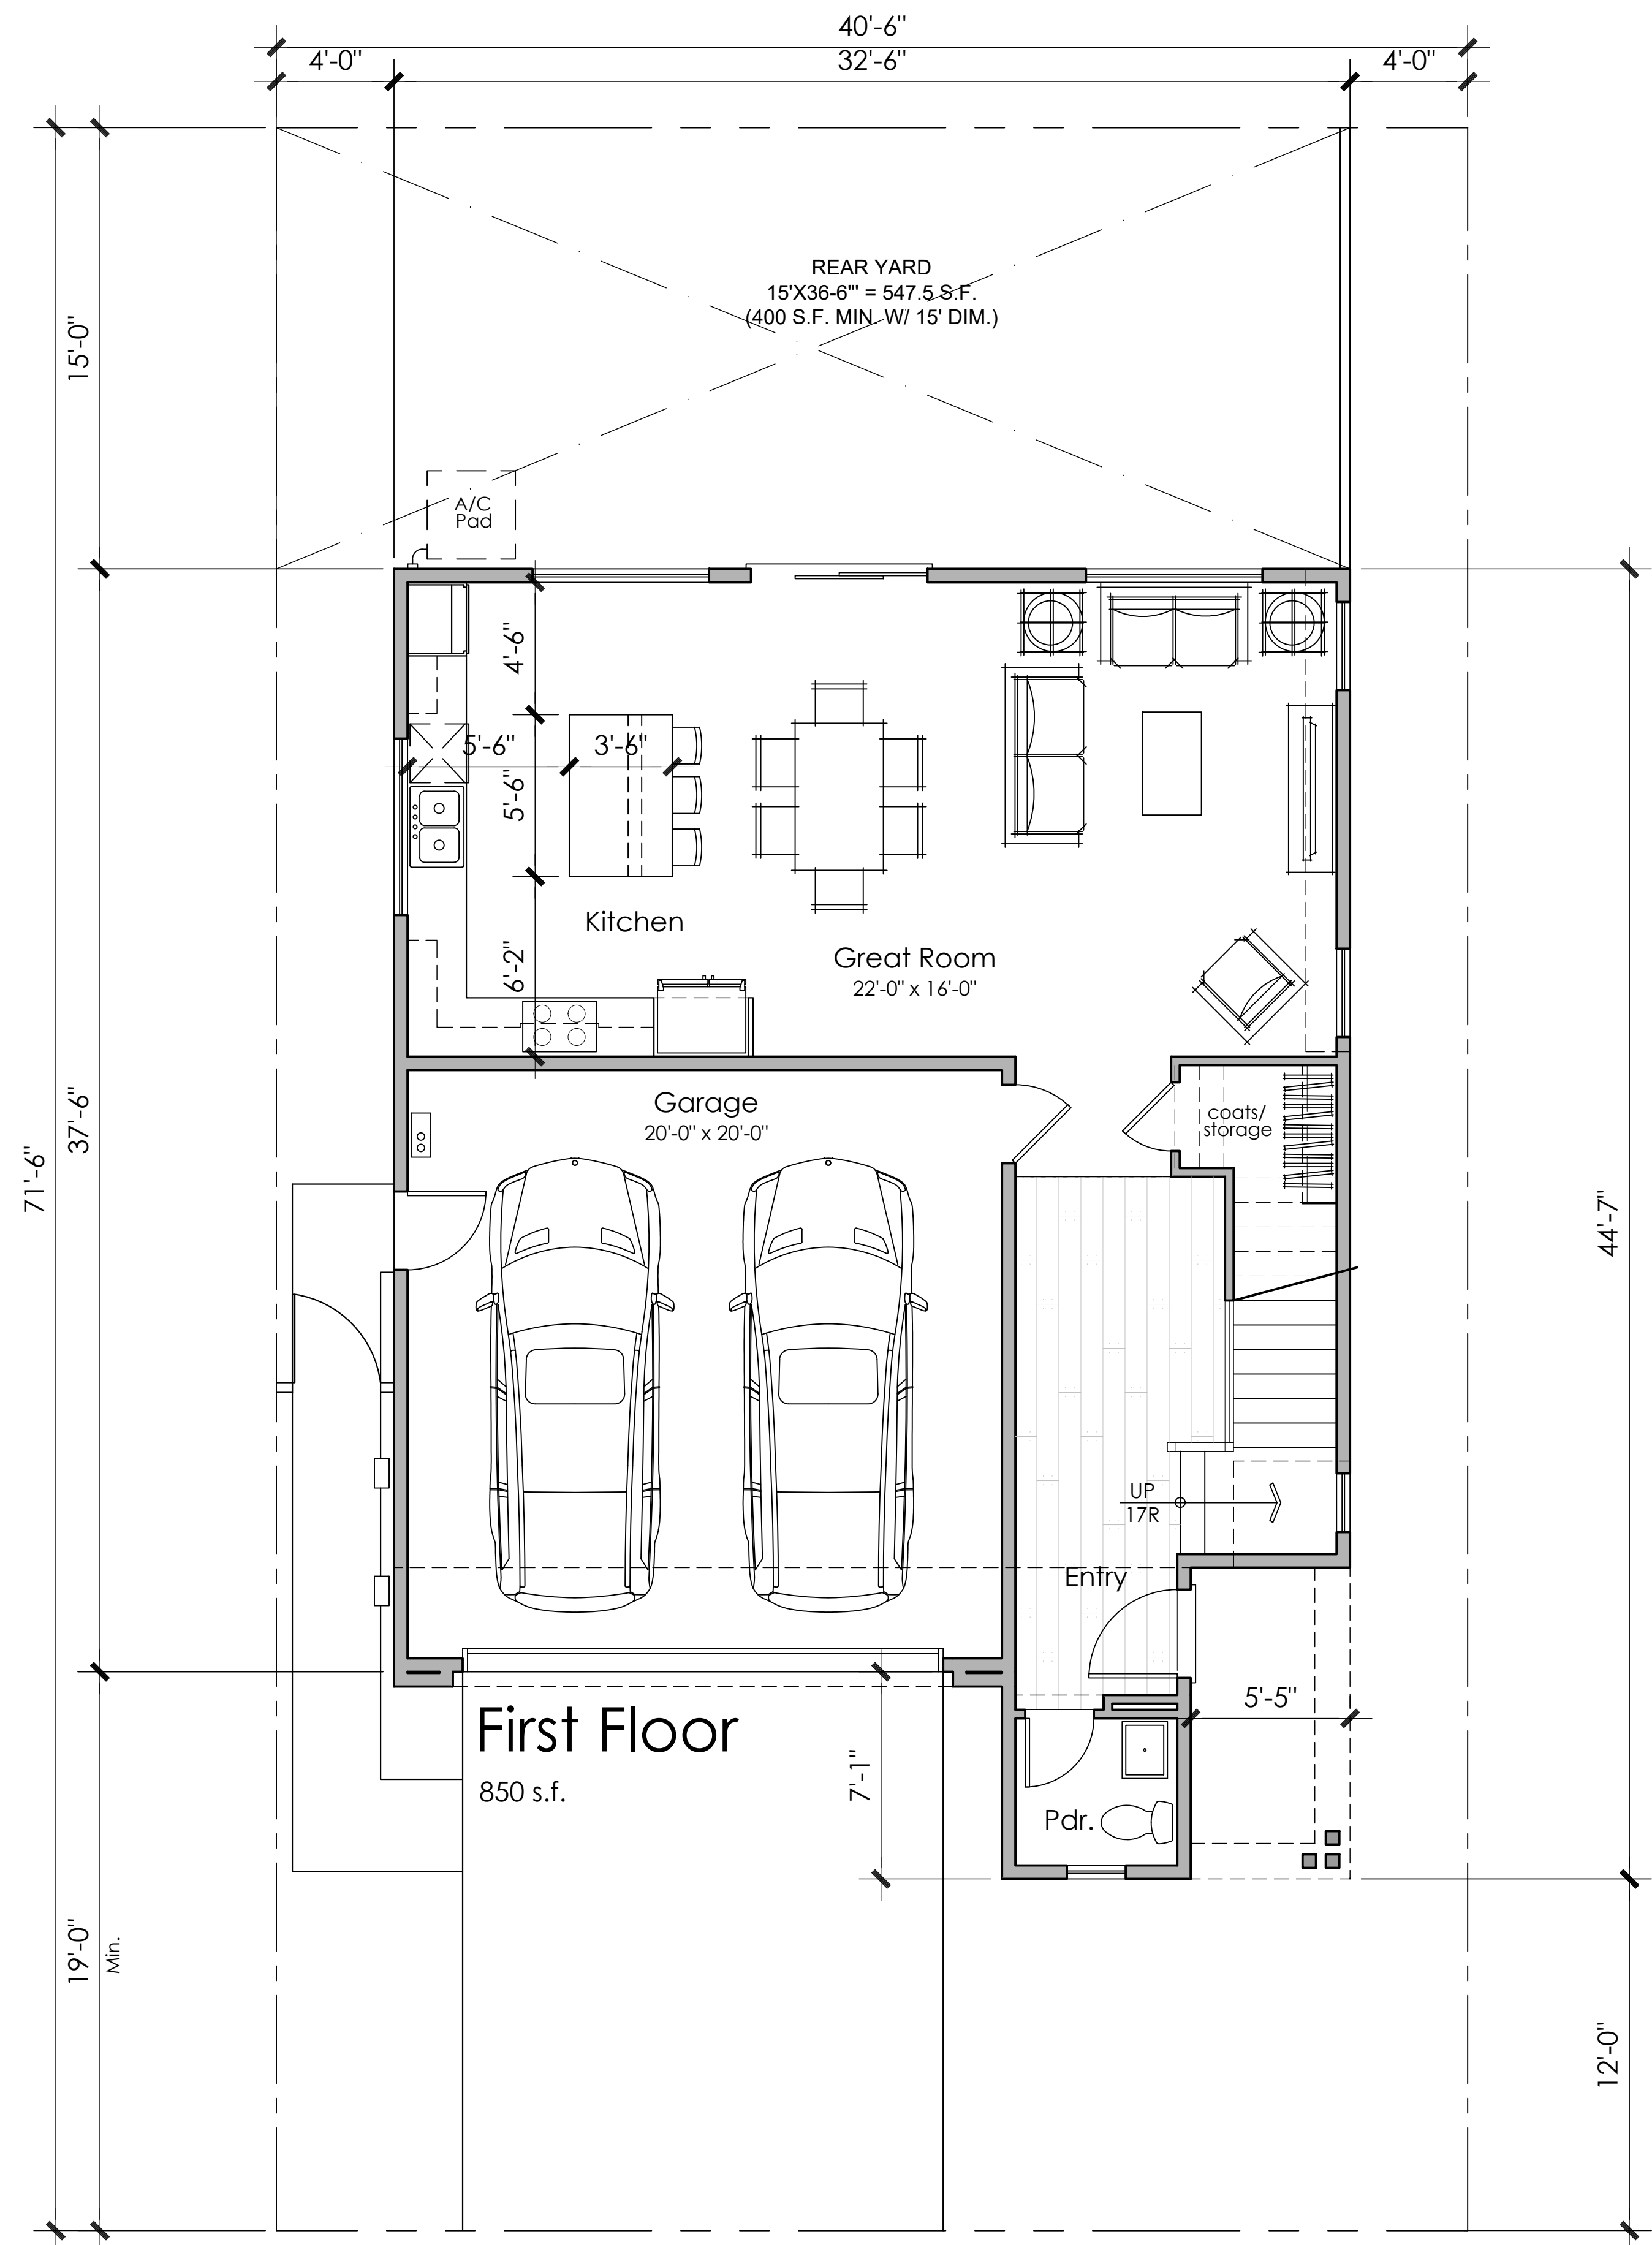 40'-6"
4'-0"
32'-6"
4'-0"
REAR YARD
15'X36-6"' = 547.5 S.F.
(400 S.F. MIN. W/ 15' DIM.)
15'-0"
A/C
Pad
4'-6"
5'-6"
3'-6"
5'-6"
Kitchen
6'-2"
Great Room
22'-0" x 16'-0"
Garage
20'-0" x 20'-0"
coats/
storage
37'-6"
71'-6"
44'-7"
UP
17R
Entry
5'-5"
First Floor
850 s.f.
7'-1"
Pdr.
19'-0"
Min.
12'-0"